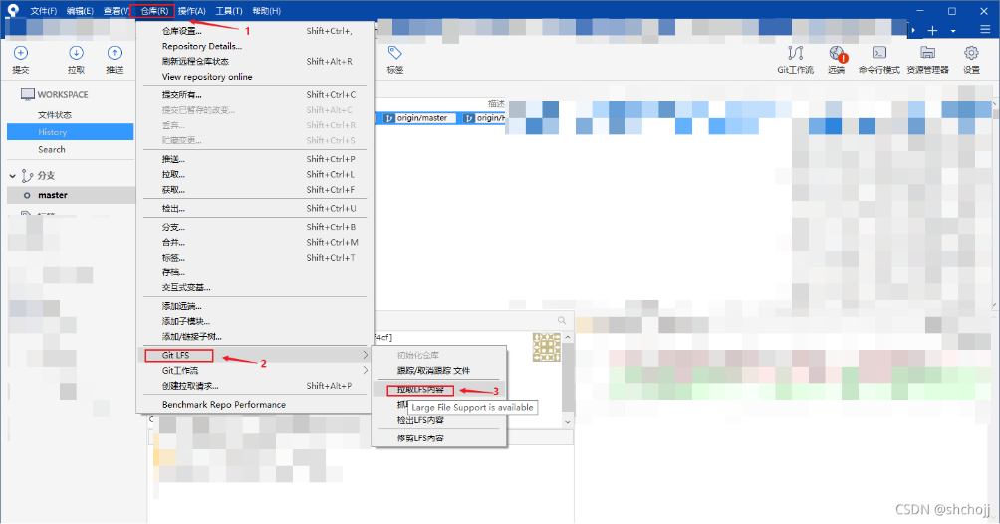 文件(F) 编辑(E) 查看(V) 仓库(R) 操作(A) 工具(T) 帮助(H)
1
提交 拉取 推送 标签 Git工作流 远端 命令行模式 资源管理器 设置
WORKSPACE
文件状态
History
Search
分支
master
仓库设置... Shift+Ctrl+,
Repository Details...
刷新远程仓库状态 Shift+Alt+R
View repository online
提交所有... Shift+Ctrl+C
提交已暂存的改变... Shift+Alt+C
丢弃... Shift+Ctrl+R
贮藏变更... Shift+Ctrl+S
推送... Shift+Ctrl+P
拉取... Shift+Ctrl+L
获取... Shift+Ctrl+F
检出... Shift+Ctrl+U
分支... Shift+Ctrl+B
合并... Shift+Ctrl+M
标签... Shift+Ctrl+T
存档...
交互式变基...
添加远端...
添加子模块...
添加/链接子树...
Git LFS
2
Git工作流
创建拉取请求... Shift+Alt+P
Benchmark Repo Performance
描述
origin/master origin/H
f4cf]
初始化仓库
跟踪/取消跟踪 文件
拉取LFS内容
3
Large File Support is available
检出LFS内容
修剪LFS内容
CSDN @shchojj